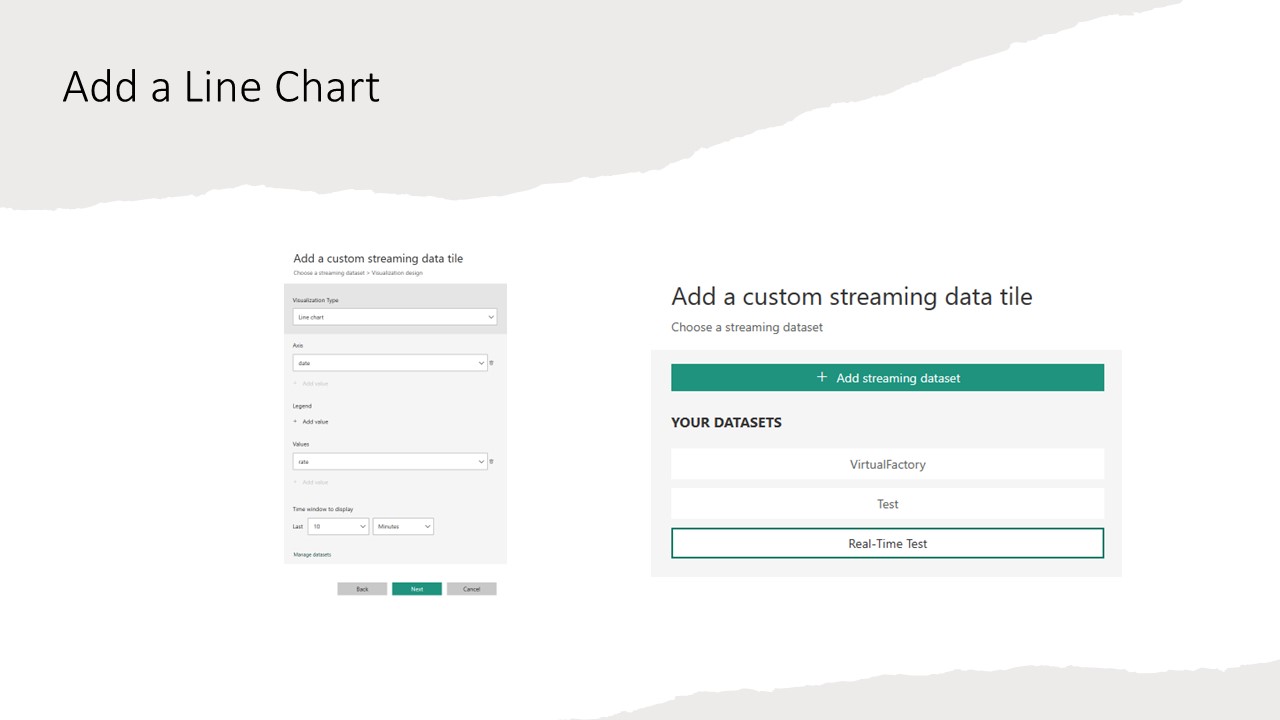 Add a Line Chart
Add a custom streaming data tile
Choose a streaming dataset > Visualization design
Visualization Type
Line chart
Axis
date
+ Add value
Legend
+ Add value
Values
rate
+ Add value
Time window to display
Last 10 Minutes
Manage datasets
Back Next Cancel
Add a custom streaming data tile
Choose a streaming dataset
+ Add streaming dataset
YOUR DATASETS
VirtualFactory
Test
Real-Time Test